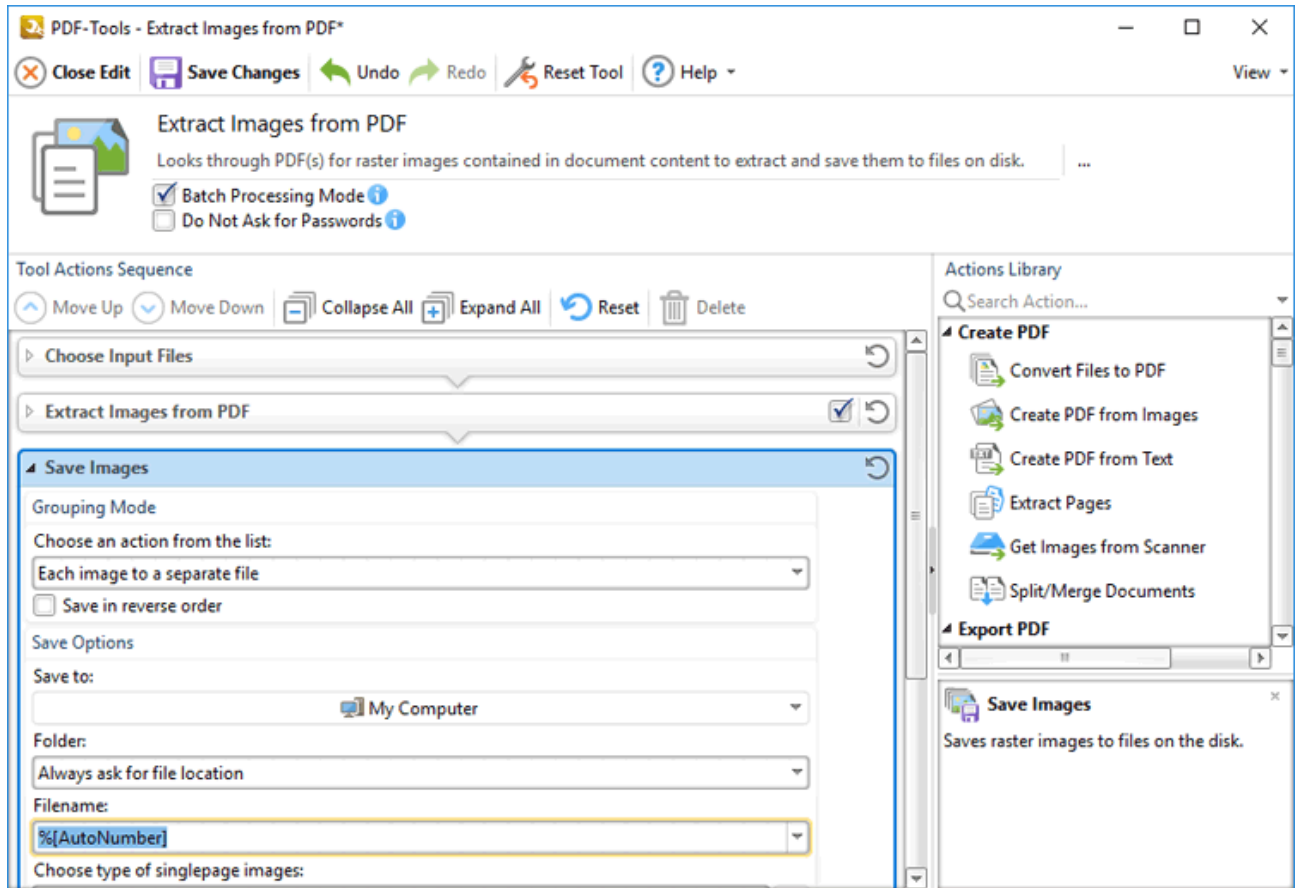 PDF-Tools - Extract Images from PDF*
Close Edit Save Changes Undo Redo Reset Tool Help View
Extract Images from PDF
Looks through PDF(s) for raster images contained in document content to extract and save them to files on disk. ...
Batch Processing Mode
Do Not Ask for Passwords
Tool Actions Sequence
Move Up Move Down Collapse All Expand All Reset Delete
Choose Input Files
Extract Images from PDF
Save Images
Grouping Mode
Choose an action from the list:
Each image to a separate file
Save in reverse order
Save Options
Save to:
My Computer
Folder:
Always ask for file location
Filename:
%[AutoNumber]
Choose type of singlepage images:
Actions Library
Search Action...
Create PDF
Convert Files to PDF
Create PDF from Images
Create PDF from Text
Extract Pages
Get Images from Scanner
Split/Merge Documents
Export PDF
Save Images
Saves raster images to files on the disk.